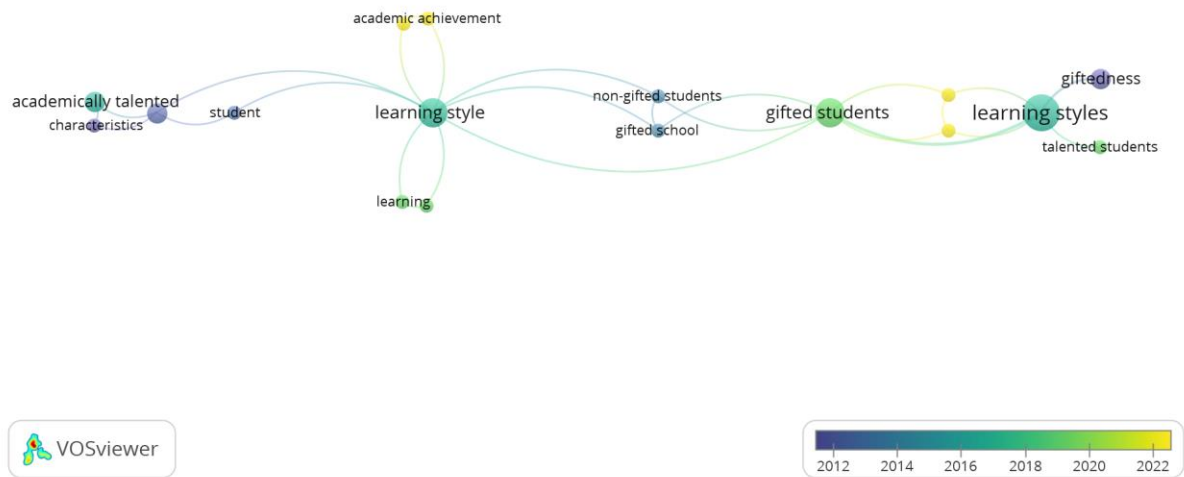 academic achievement
academically talented
characteristics
student
learning style
learning
non-gifted students
gifted school
gifted students
giftedness
learning styles
talented students
VOSviewer
2012 2014 2016 2018 2020 2022